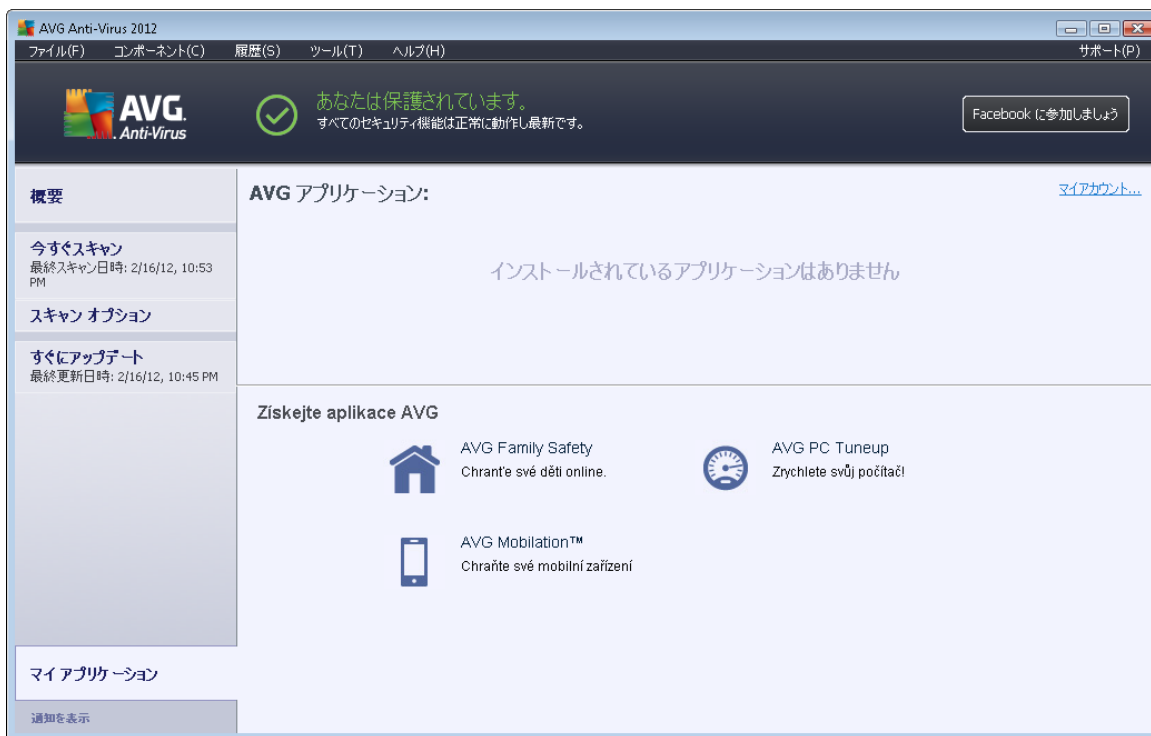 AVG Anti-Virus 2012
ファイル(F) コンポーネント(C) 履歴(S) ツール(T) ヘルプ(H) サポート(P)
AVG.
Anti-Virus
あなたは保護されています。
すべてのセキュリティ機能は正常に動作し最新です。
Facebook に参加しましょう
概要
今すぐスキャン
最終スキャン日時: 2/16/12, 10:53
PM
スキャン オプション
すぐにアップデート
最終更新日時: 2/16/12, 10:45 PM
マイ アプリケーション
通知を表示
AVG アプリケーション:
マイアカウント...
インストールされているアプリケーションはありません
Získejte aplikace AVG
AVG Family Safety
Chranťe své děti online.
AVG PC Tuneup
Zrychlete svůj počítač!
AVG Mobilation™
Chraňte své mobilní zařízení